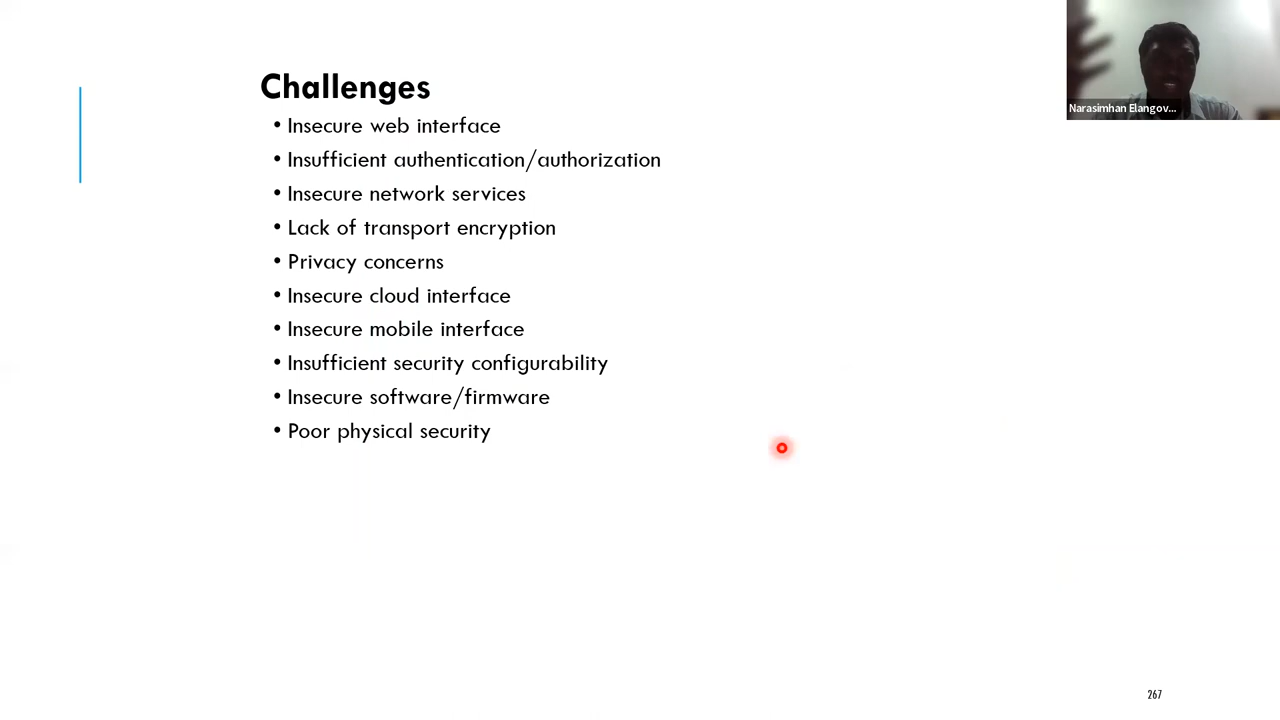 Challenges
• Insecure web interface
• Insufficient authentication/authorization
• Insecure network services
• Lack of transport encryption
• Privacy concerns
• Insecure cloud interface
• Insecure mobile interface
• Insufficient security configurability
• Insecure software/firmware
• Poor physical security
Narasimhan Elangov...
267